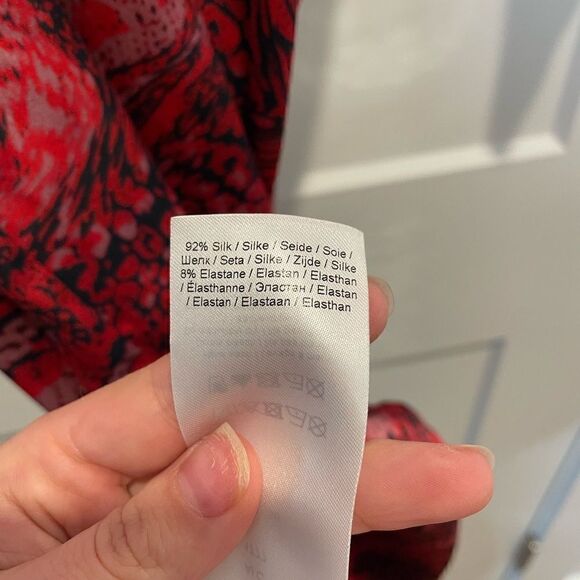 92% Silk / Silke / Seide / Soie /
Шелк / Seta / Silke / Zijde / Silke
8% Elastane / Elastan / Elasthan
/ Élasthanne / Эластан / Elastan
/ Elastan / Elastaan / Elasthan